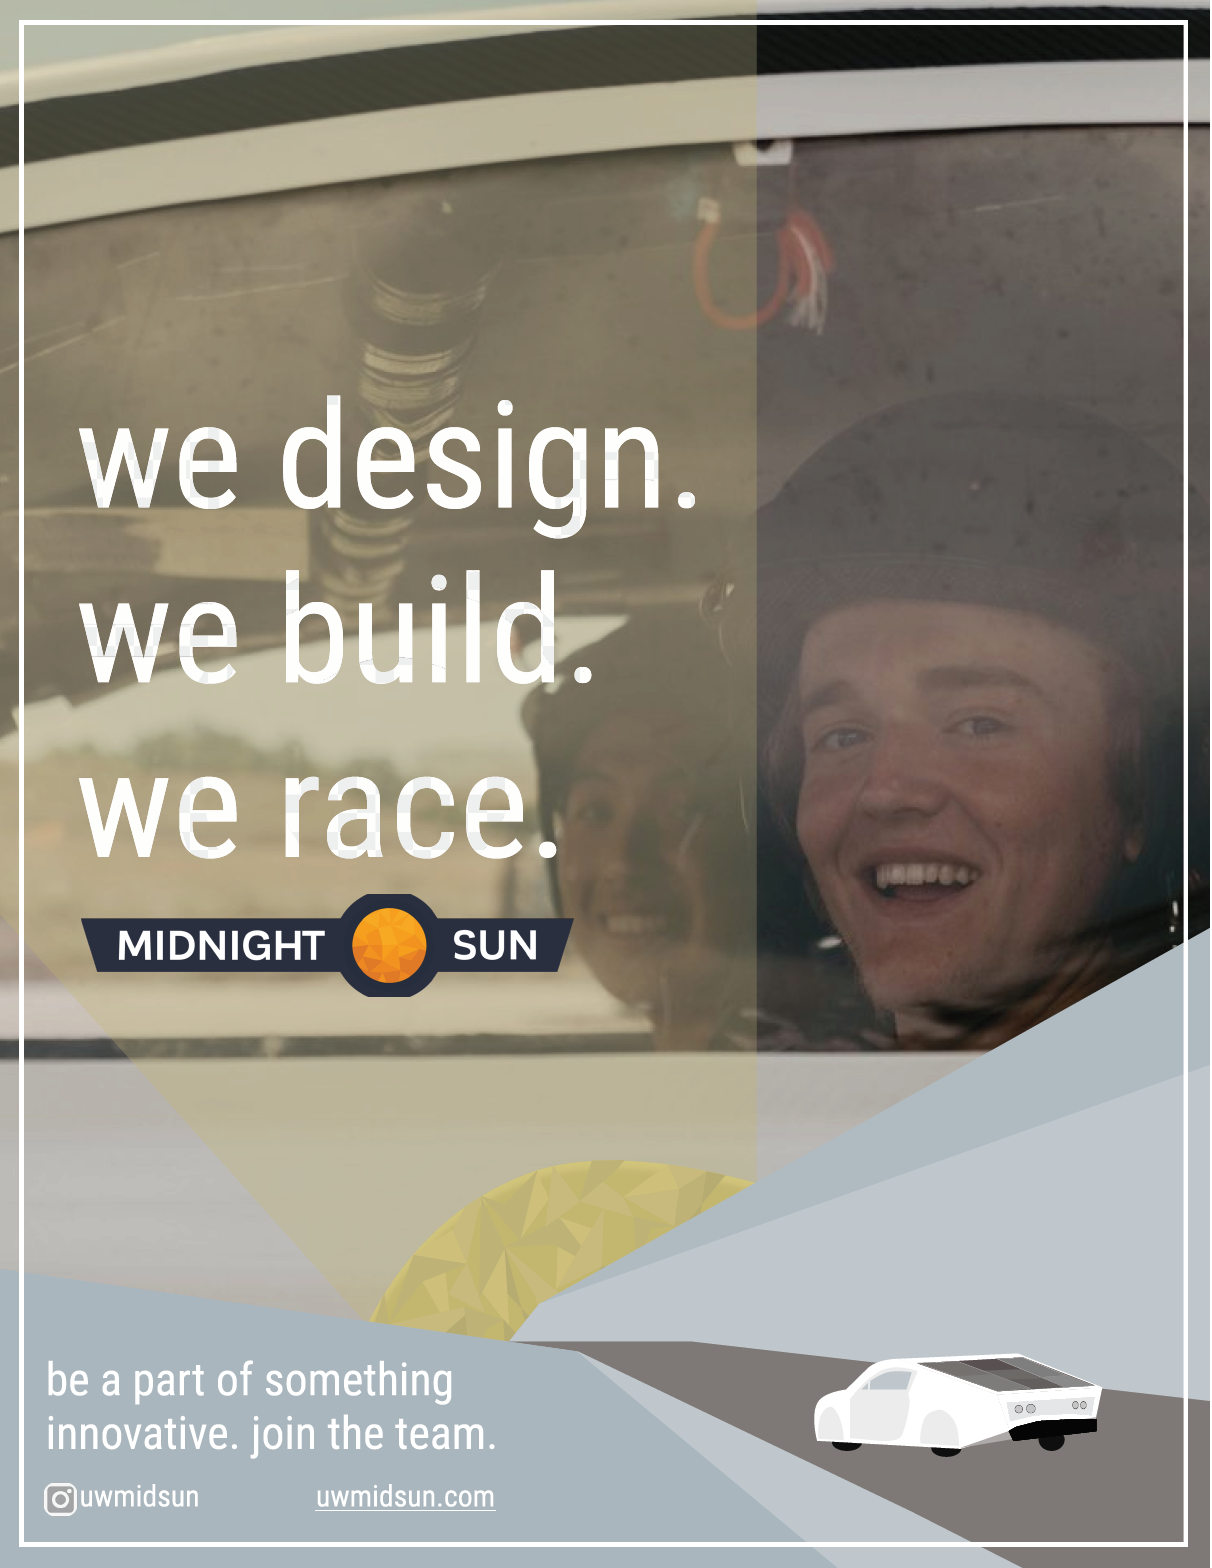 we design.
we build.
we race.
MIDNIGHT SUN
be a part of something
innovative. join the team.
uwmidsun
uwmidsun.com